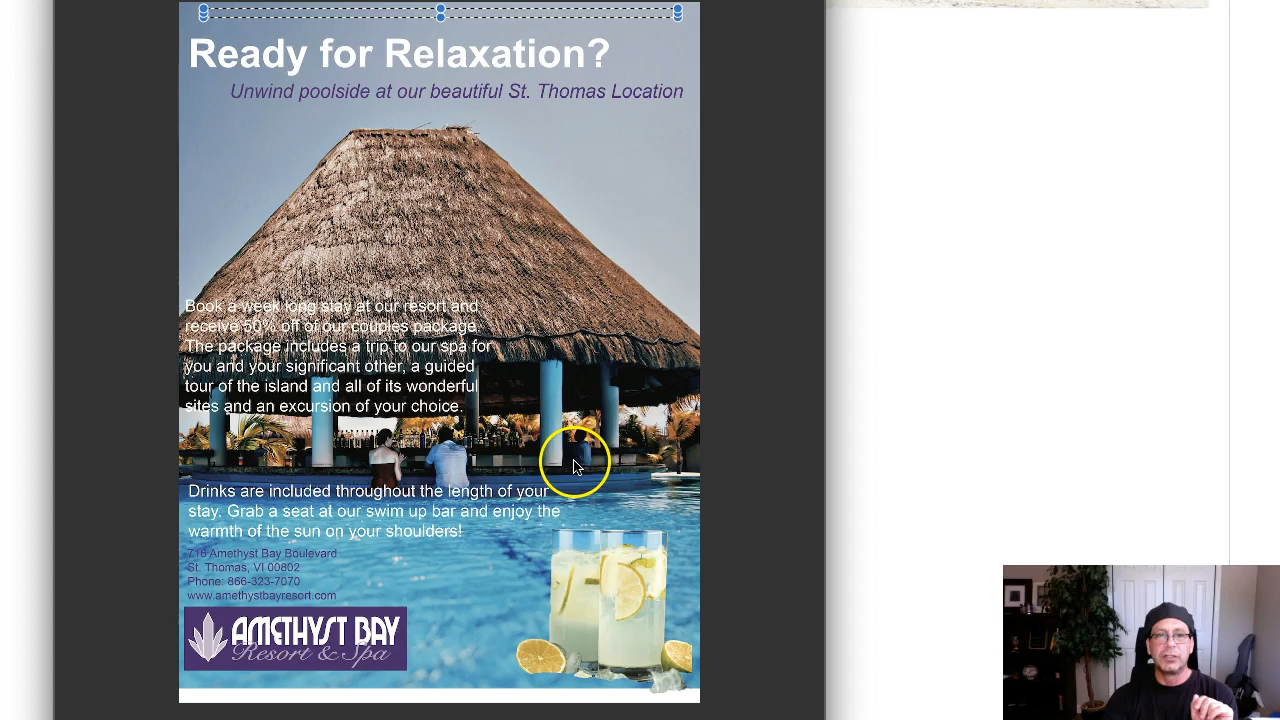 Ready for Relaxation?
Unwind poolside at our beautiful St. Thomas Location
Book a week long stay at our resort and
receive 50% off of our couples package.
The package includes a trip to our spa for
you and your significant other, a guided
tour of the island and all of its wonderful
sites and an excursion of your choice.
Drinks are included throughout the length of your
stay. Grab a seat at our swim up bar and enjoy the
warmth of the sun on your shoulders!
718 Amethyst Bay Boulevard
St. Thomas, VI 00802
Phone: 866-323-7070
www.amethystbayresort.com
AMETHYST BAY
Resort & Spa